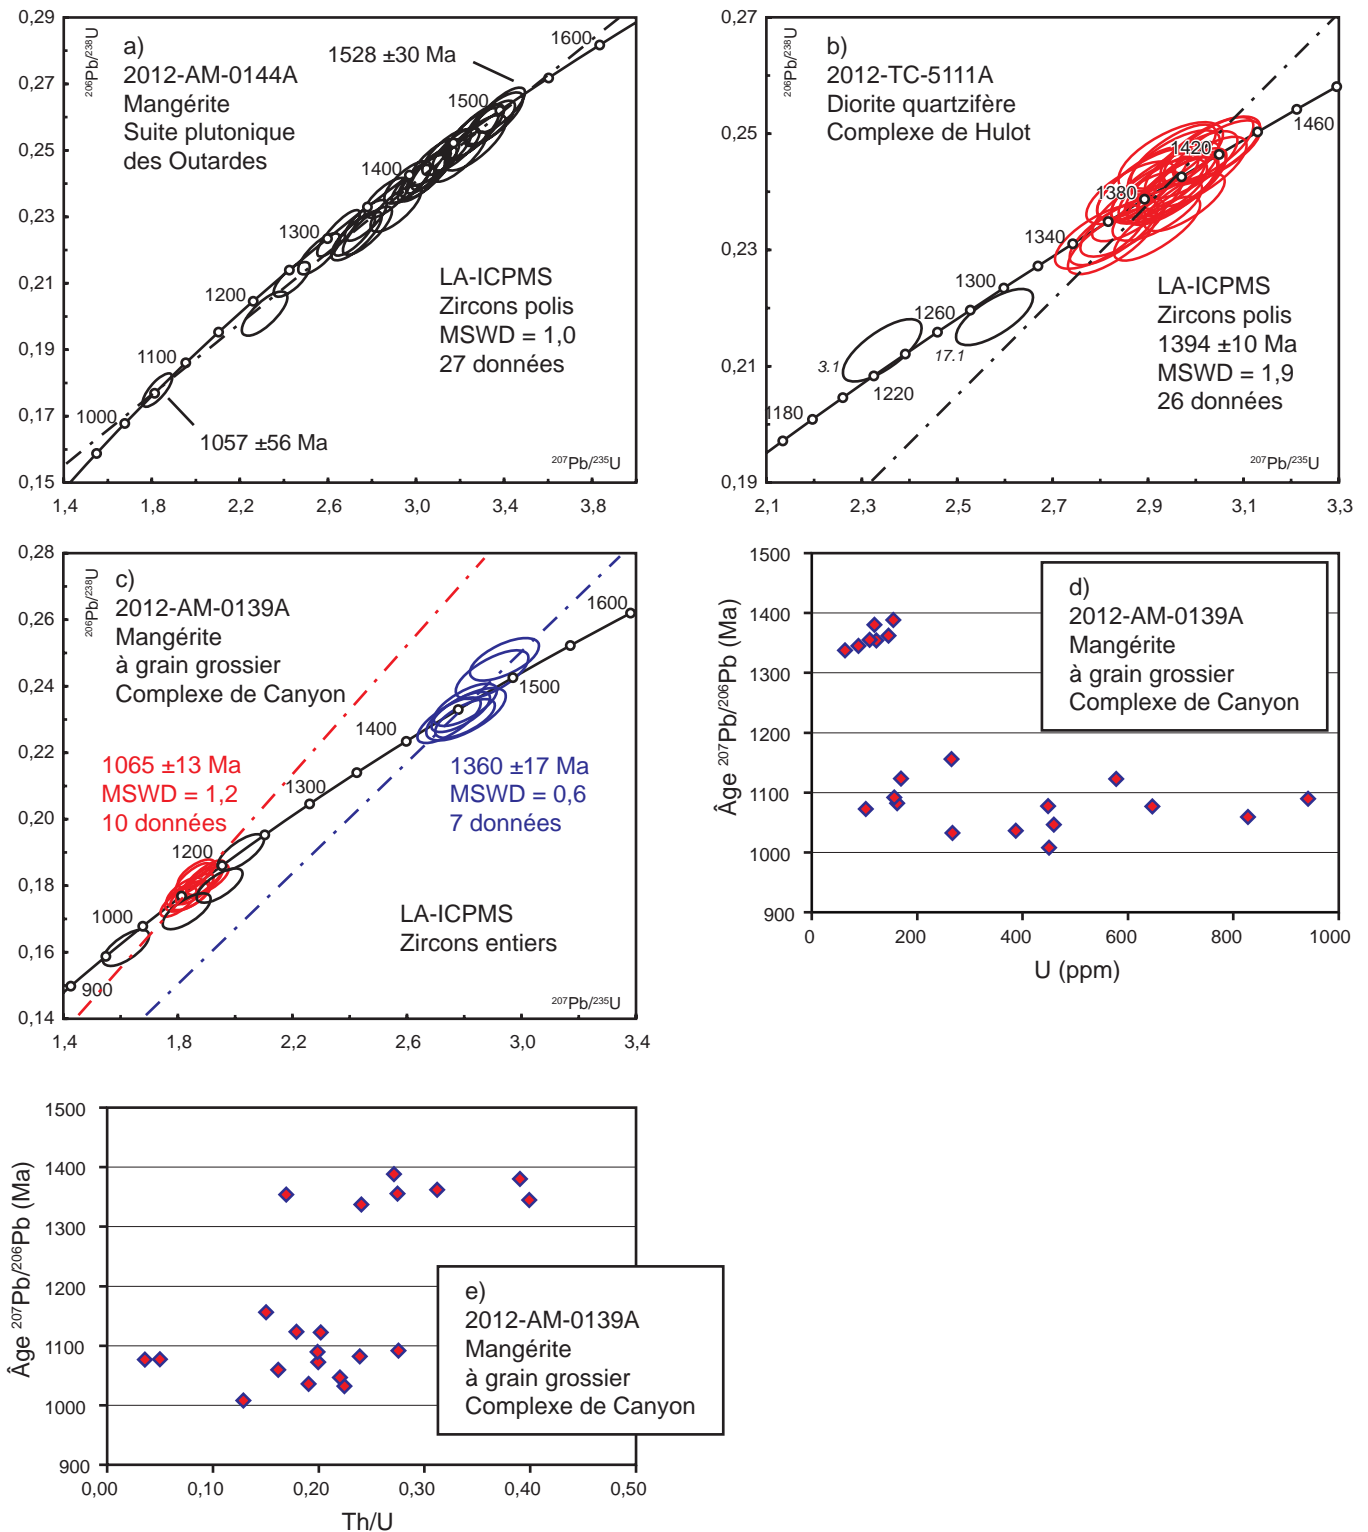 a)
2012-AM-0144A
Mangérite
Suite plutonique
des Outardes
1528 ±30 Ma
1057 ±56 Ma
LA-ICPMS
Zircons polis
MSWD = 1,0
27 données
206Pb/238U
207Pb/235U
0,29
0,27
0,25
0,23
0,21
0,19
0,17
0,15
1,4
1,8
2,2
2,6
3,0
3,4
3,8
1000
1100
1200
1300
1400
1500
1600
b)
2012-TC-5111A
Diorite quartzifère
Complexe de Hulot
LA-ICPMS
Zircons polis
1394 ±10 Ma
MSWD = 1,9
26 données
206Pb/238U
207Pb/235U
0,27
0,25
0,23
0,21
0,19
2,1
2,3
2,5
2,7
2,9
3,1
3,3
1180
1220
1260
1300
1340
1380
1420
1460
3.1
17.1
c)
2012-AM-0139A
Mangérite
à grain grossier
Complexe de Canyon
1065 ±13 Ma
MSWD = 1,2
10 données
1360 ±17 Ma
MSWD = 0,6
7 données
LA-ICPMS
Zircons entiers
206Pb/238U
207Pb/235U
0,28
0,26
0,24
0,22
0,20
0,18
0,16
0,14
1,4
1,8
2,2
2,6
3,0
3,4
900
1000
1200
1300
1400
1500
1600
d)
2012-AM-0139A
Mangérite
à grain grossier
Complexe de Canyon
Âge 207Pb/206Pb (Ma)
1500
1400
1300
1200
1100
1000
900
0
200
400
600
800
1000
U (ppm)
e)
2012-AM-0139A
Mangérite
à grain grossier
Complexe de Canyon
Âge 207Pb/206Pb (Ma)
1500
1400
1300
1200
1100
1000
900
0,00
0,10
0,20
0,30
0,40
0,50
Th/U